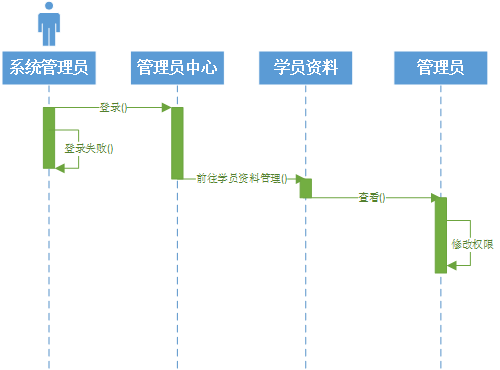 系统管理员
管理员中心
学员资料
管理员
登录()
登录失败()
前往学员资料管理()
查看()
修改权限